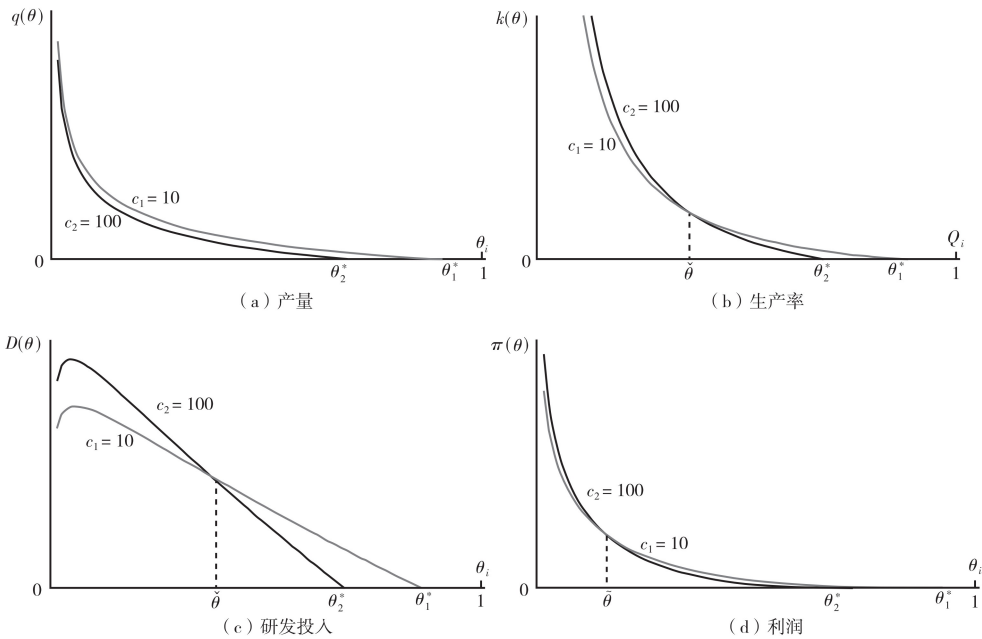 q(θ)
c₁ = 10
c₂ = 100
θᵢ
0
θ₂*
θ₁*
1
(a) 产量
k(θ)
c₂ = 100
c₁ = 10
Qᵢ
0
θ̌
θ₂*
θ₁*
1
(b) 生产率
D(θ)
c₂ = 100
c₁ = 10
θᵢ
0
θ̌
θ₂*
θ₁*
1
(c) 研发投入
π(θ)
c₂ = 100
c₁ = 10
θᵢ
0
θ̄
θ₂*
θ₁*
1
(d) 利润